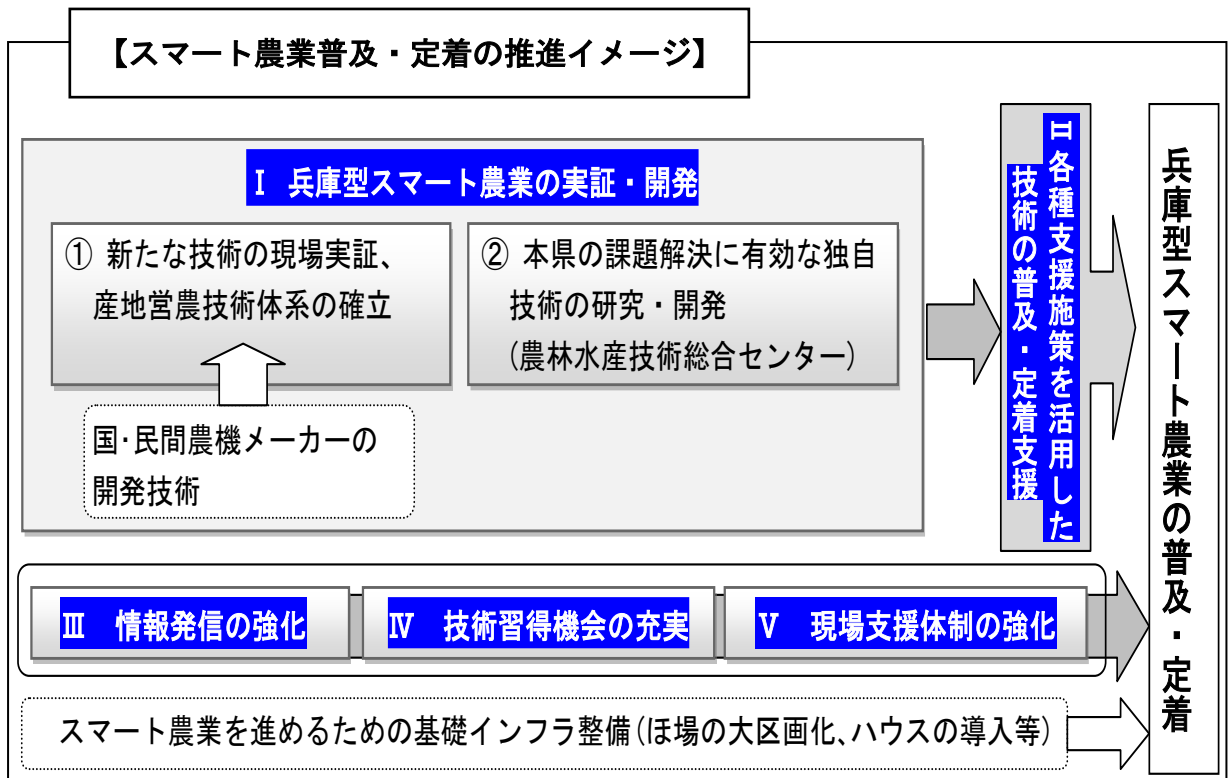 【スマート農業普及・定着の推進イメージ】
Ⅰ 兵庫型スマート農業の実証・開発
① 新たな技術の現場実証、
産地営農技術体系の確立
② 本県の課題解決に有効な独自
技術の研究・開発
(農林水産技術総合センター)
国・民間農機メーカーの
開発技術
Ⅱ各種支援施策を活用した
技術の普及・定着支援
兵庫型スマート農業の普及・定着
Ⅲ 情報発信の強化
Ⅳ 技術習得機会の充実
Ⅴ 現場支援体制の強化
スマート農業を進めるための基礎インフラ整備(ほ場の大区画化、ハウスの導入等)